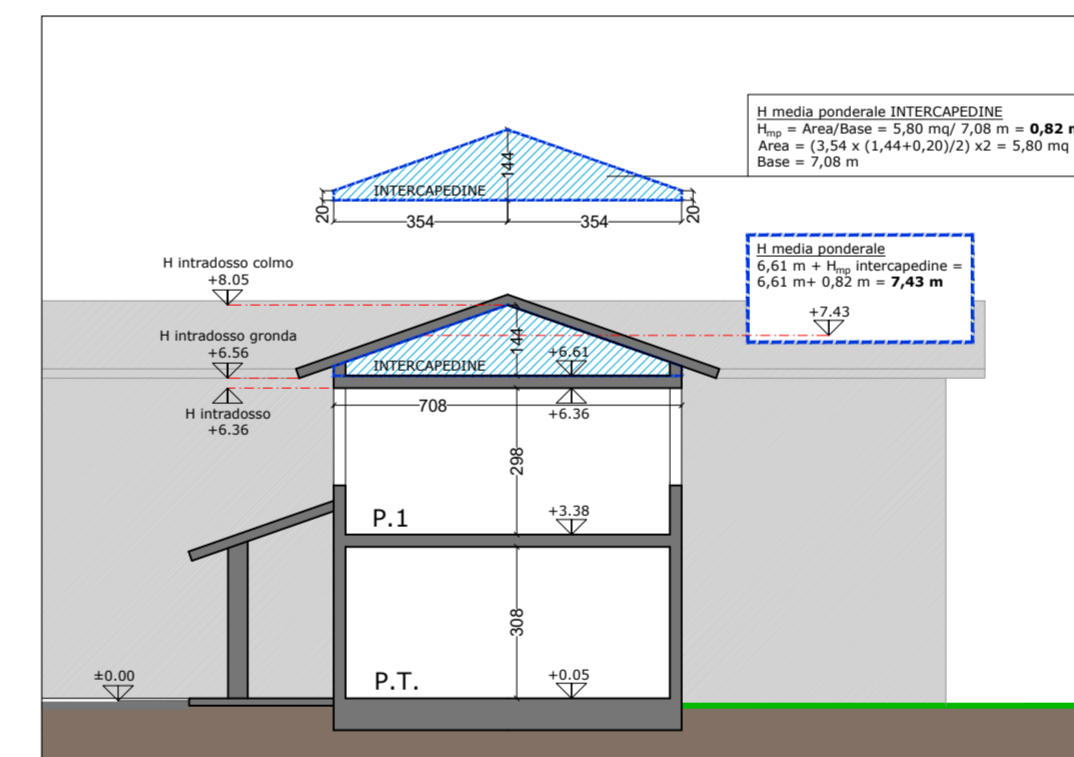 H media ponderale INTERCAPEDINE
Hmp = Area/Base = 5,80 mq/ 7,08 m = 0,82 m
Area = (3,54 x (1,44+0,20)/2) x2 = 5,80 mq
Base = 7,08 m
144
INTERCAPEDINE
20
354
354
20
H media ponderale
6,61 m + Hmp intercapedine =
6,61 m+ 0,82 m = 7,43 m
+7.43
H intradosso colmo
+8.05
H intradosso gronda
+6.56
H intradosso
+6.36
144
+6.61
INTERCAPEDINE
708
+6.36
298
P.1
+3.38
308
P.T.
+0.05
±0.00